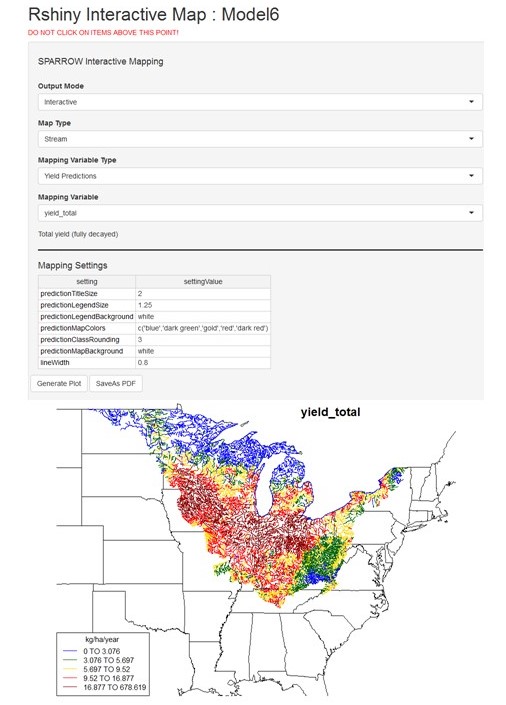 Rshiny Interactive Map : Model6
DO NOT CLICK ON ITEMS ABOVE THIS POINT!
SPARROW Interactive Mapping
Output Mode
Interactive
Map Type
Stream
Mapping Variable Type
Yield Predictions
Mapping Variable
yield_total
Total yield (fully decayed)
Mapping Settings
setting settingValue
predictionTitleSize 2
predictionLegendSize 1.25
predictionLegendBackground white
predictionMapColors c('blue','dark green','gold','red','dark red')
predictionClassRounding 3
predictionMapBackground white
lineWidth 0.8
Generate Plot SaveAs PDF
yield_total
kg/ha/year
0 TO 3.076
3.076 TO 5.697
5.697 TO 9.52
9.52 TO 16.877
16.877 TO 678.619